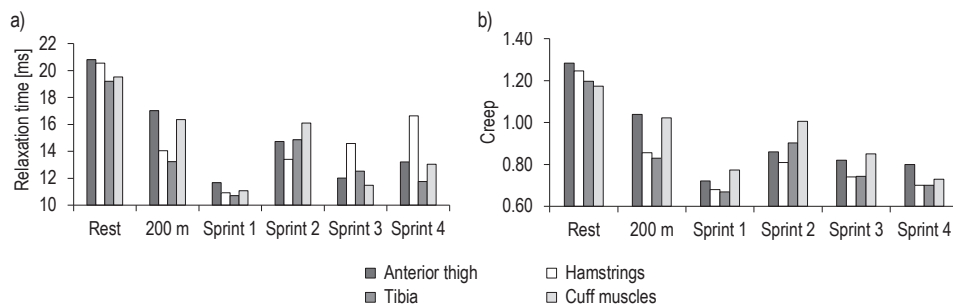 a)
Relaxation time [ms]
22
20
18
16
14
12
10
Rest 200 m Sprint 1 Sprint 2 Sprint 3 Sprint 4
b)
Creep
1.40
1.20
1.00
0.80
0.60
Rest 200 m Sprint 1 Sprint 2 Sprint 3 Sprint 4
Anterior thigh Hamstrings
Tibia Cuff muscles